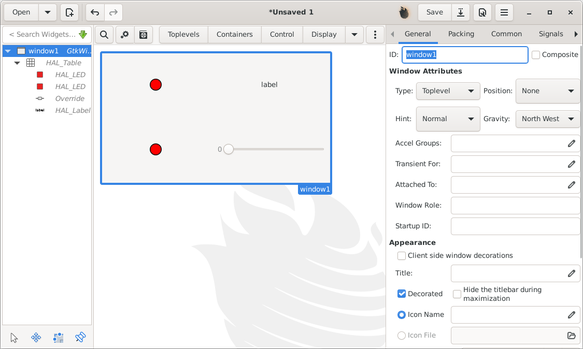 Open
*Unsaved 1
Save
< Search Widgets...
Toplevels Containers Control Display
General Packing Common Signals
window1 GtkWi...
HAL_Table
HAL_LED
HAL_LED
Override
HAL_Label
label
0
window1
ID: window1 Composite
Window Attributes
Type: Toplevel Position: None
Hint: Normal Gravity: North West
Accel Groups:
Transient For:
Attached To:
Window Role:
Startup ID:
Appearance
Client side window decorations
Title:
Decorated Hide the titlebar during
maximization
Icon Name
Icon File